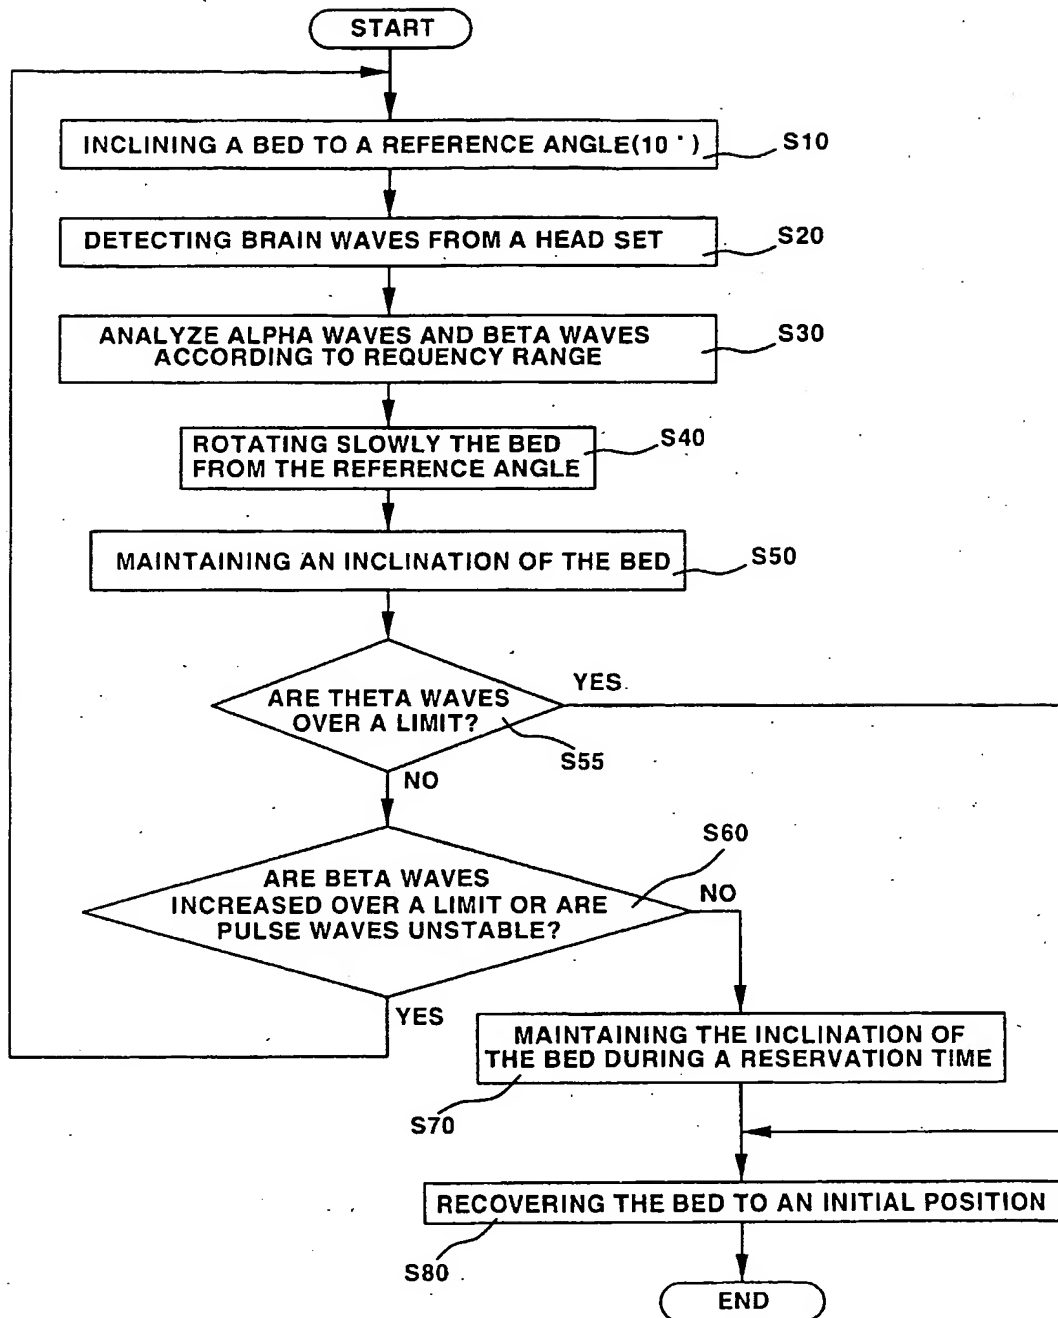 START
INCLINING A BED TO A REFERENCE ANGLE(10˚)
S10
DETECTING BRAIN WAVES FROM A HEAD SET
S20
ANALYZE ALPHA WAVES AND BETA WAVES
ACCORDING TO REQUENCY RANGE
S30
ROTATING SLOWLY THE BED
FROM THE REFERENCE ANGLE
S40
MAINTAINING AN INCLINATION OF THE BED
S50
ARE THETA WAVES
OVER A LIMIT?
YES
S55
NO
ARE BETA WAVES
INCREASED OVER A LIMIT OR ARE
PULSE WAVES UNSTABLE?
S60
NO
YES
MAINTAINING THE INCLINATION OF
THE BED DURING A RESERVATION TIME
S70
RECOVERING THE BED TO AN INITIAL POSITION
S80
END